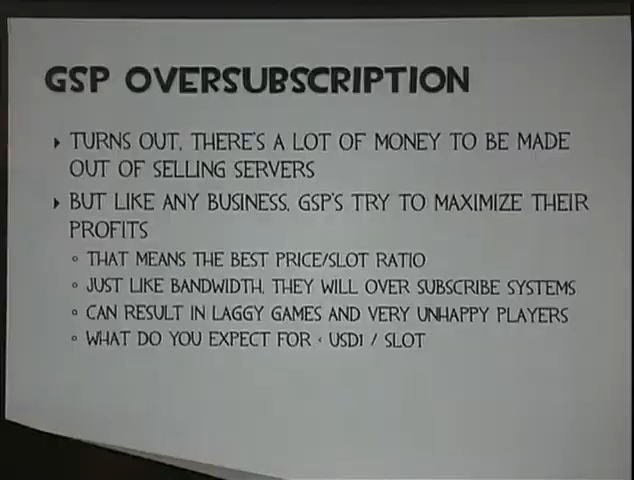 GSP OVERSUBSCRIPTION
TURNS OUT, THERE'S A LOT OF MONEY TO BE MADE
OUT OF SELLING SERVERS
BUT LIKE ANY BUSINESS, GSP'S TRY TO MAXIMIZE THEIR
PROFITS
THAT MEANS THE BEST PRICE/SLOT RATIO
JUST LIKE BANDWIDTH, THEY WILL OVER SUBSCRIBE SYSTEMS
CAN RESULT IN LAGGY GAMES AND VERY UNHAPPY PLAYERS
WHAT DO YOU EXPECT FOR < USD1 / SLOT